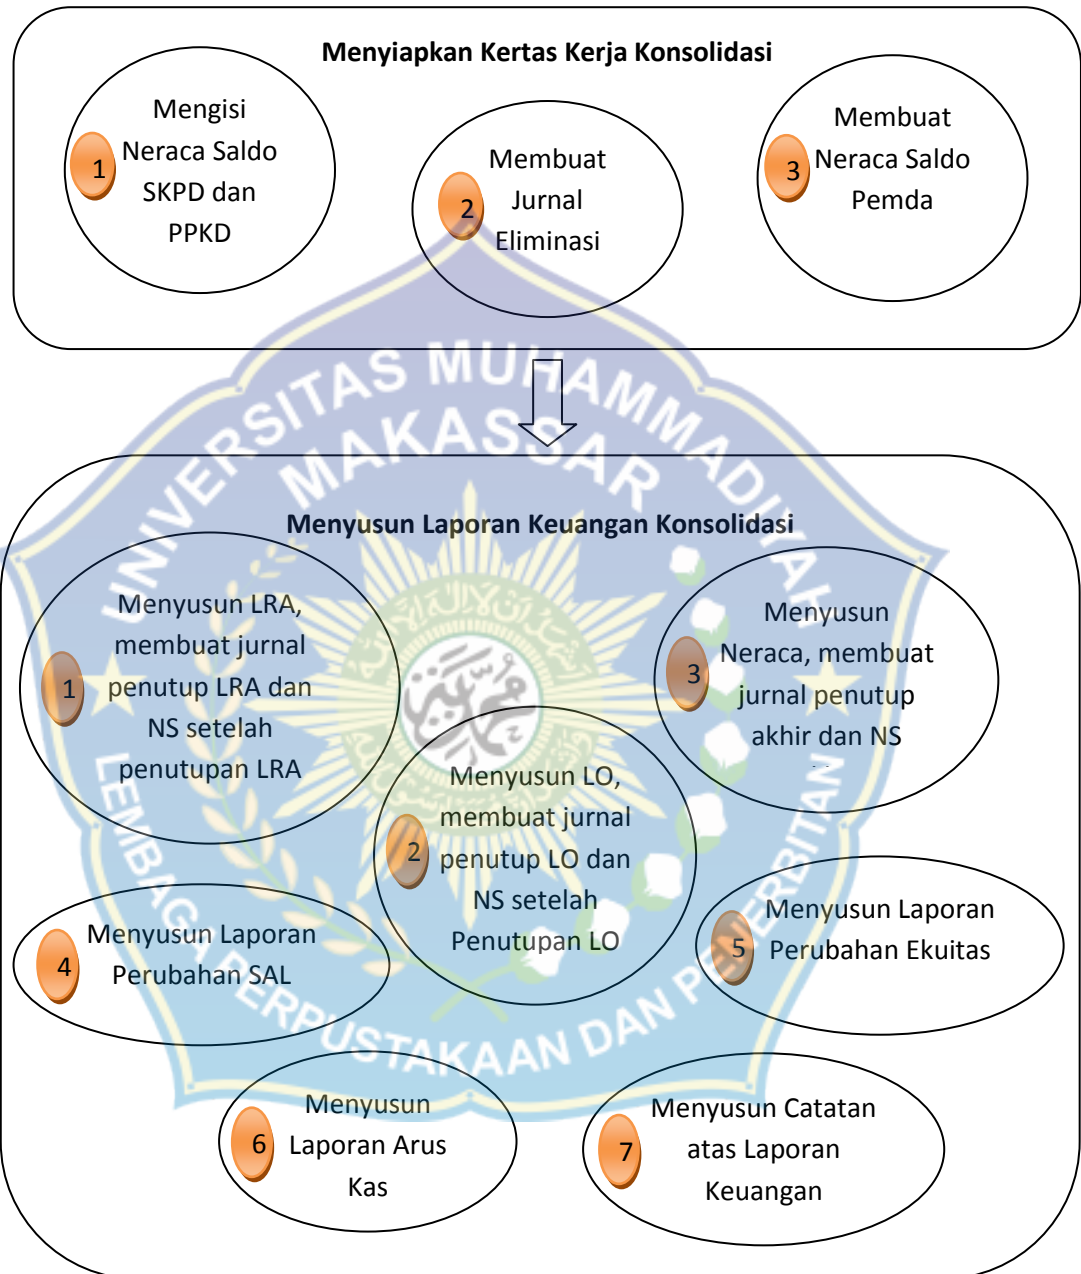 Menyiapkan Kertas Kerja Konsolidasi
1
Mengisi
Neraca Saldo
SKPD dan
PPKD
2
Membuat
Jurnal
Eliminasi
3
Membuat
Neraca Saldo
Pemda
UNIVERSITAS MUHAMMADIYAH
MAKASSAR
Menyusun Laporan Keuangan Konsolidasi
1
Menyusun LRA,
membuat jurnal
penutup LRA dan
NS setelah
penutupan LRA
2
Menyusun LO,
membuat jurnal
penutup LO dan
NS setelah
Penutupan LO
3
Menyusun
Neraca, membuat
jurnal penutup
akhir dan NS
4
Menyusun Laporan
Perubahan SAL
5
Menyusun Laporan
Perubahan Ekuitas
6
Menyusun
Laporan Arus
Kas
7
Menyusun Catatan
atas Laporan
Keuangan
LEMBAGA PERPUSTAKAAN DAN PENERBITAN